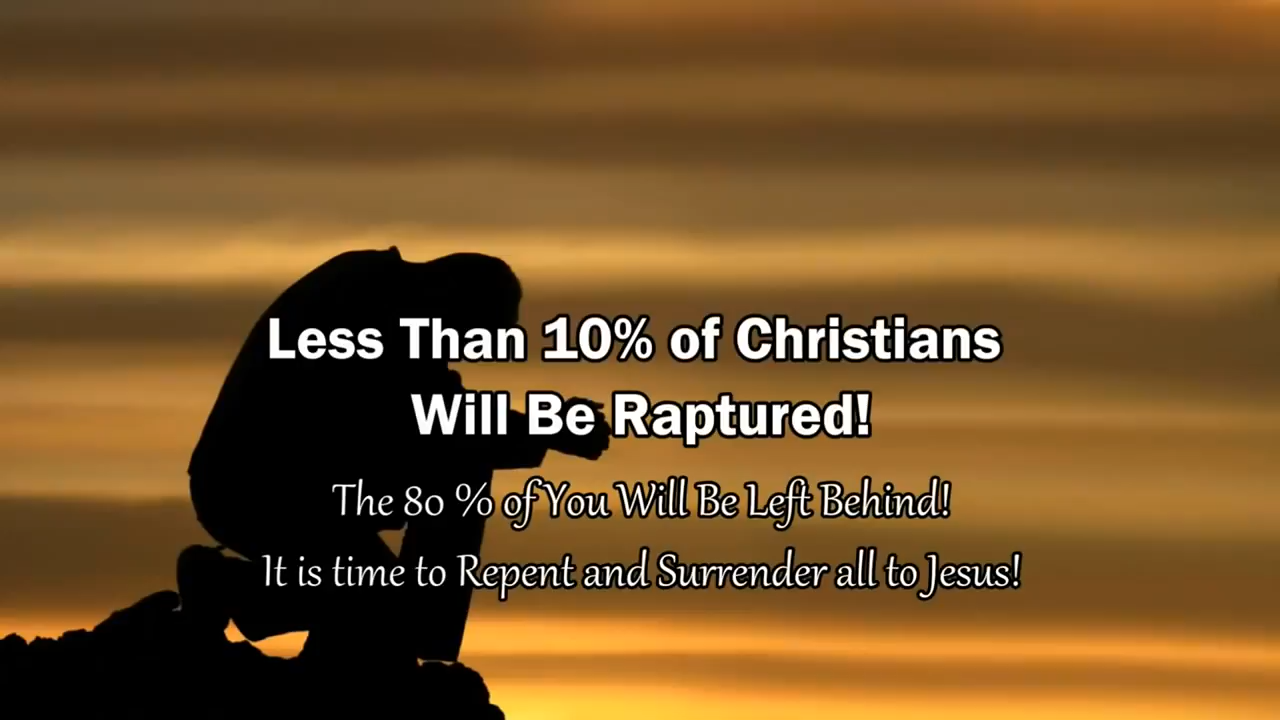 Less Than 10% of Christians
Will Be Raptured!
The 80 % of You Will Be Left Behind!
It is time to Repent and Surrender all to Jesus!